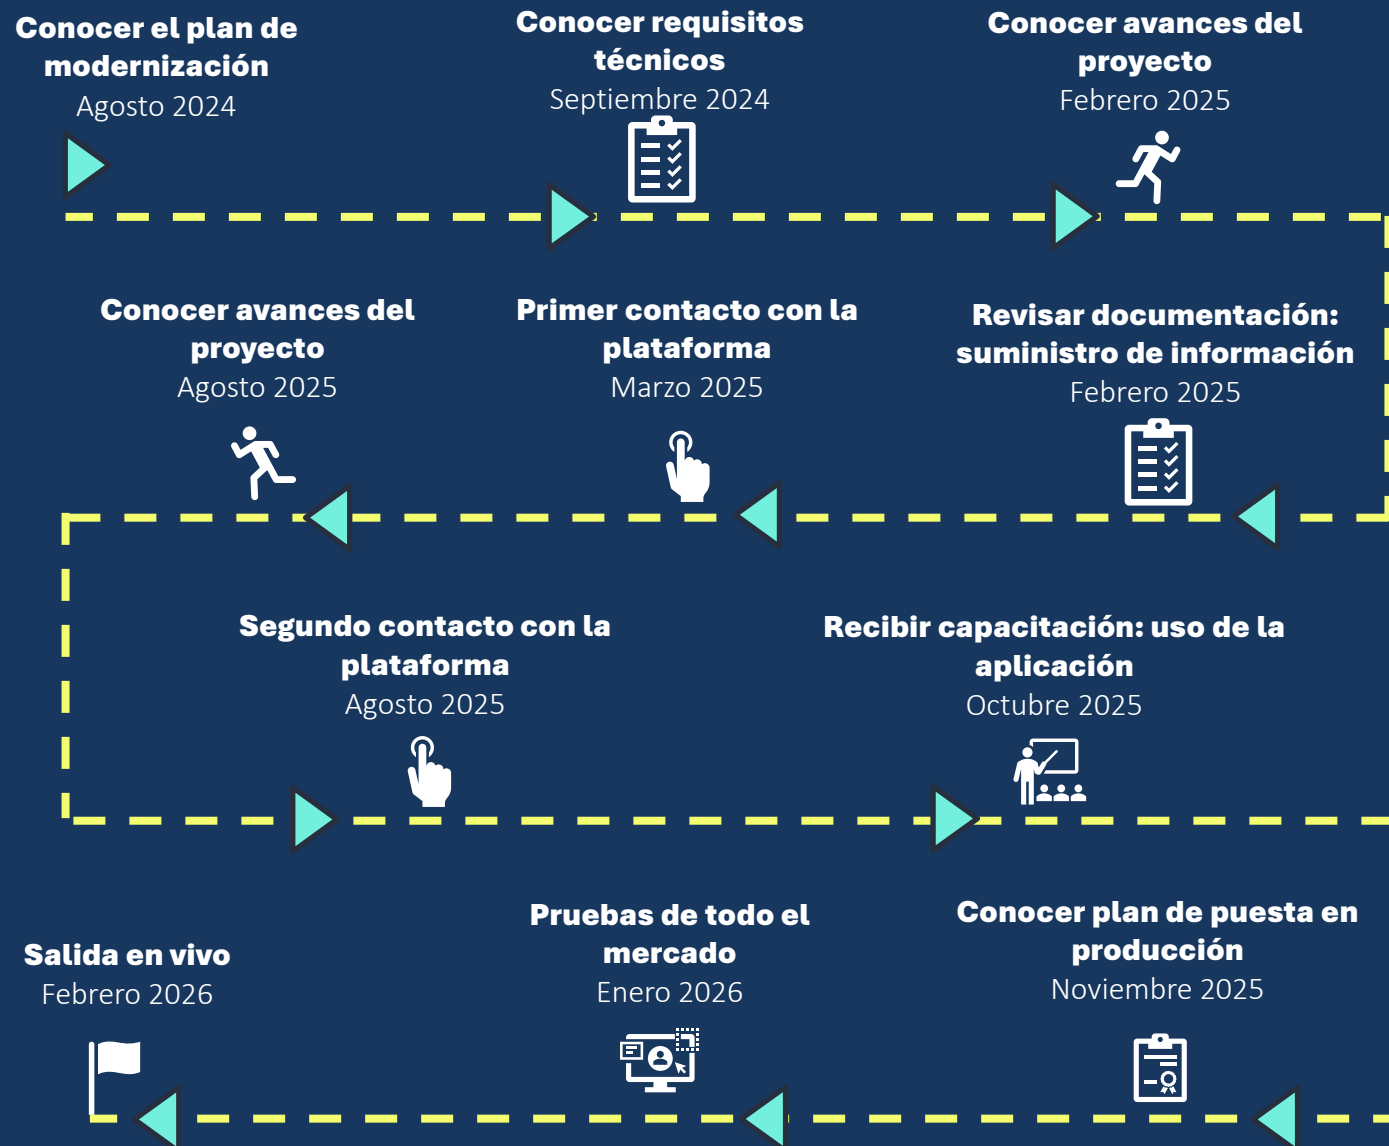 Conocer el plan de
modernización
Agosto 2024
Conocer requisitos
técnicos
Septiembre 2024
Conocer avances del
proyecto
Febrero 2025
Revisar documentación:
suministro de información
Febrero 2025
Primer contacto con la
plataforma
Marzo 2025
Conocer avances del
proyecto
Agosto 2025
Segundo contacto con la
plataforma
Agosto 2025
Recibir capacitación: uso de la
aplicación
Octubre 2025
Conocer plan de puesta en
producción
Noviembre 2025
Pruebas de todo el
mercado
Enero 2026
Salida en vivo
Febrero 2026